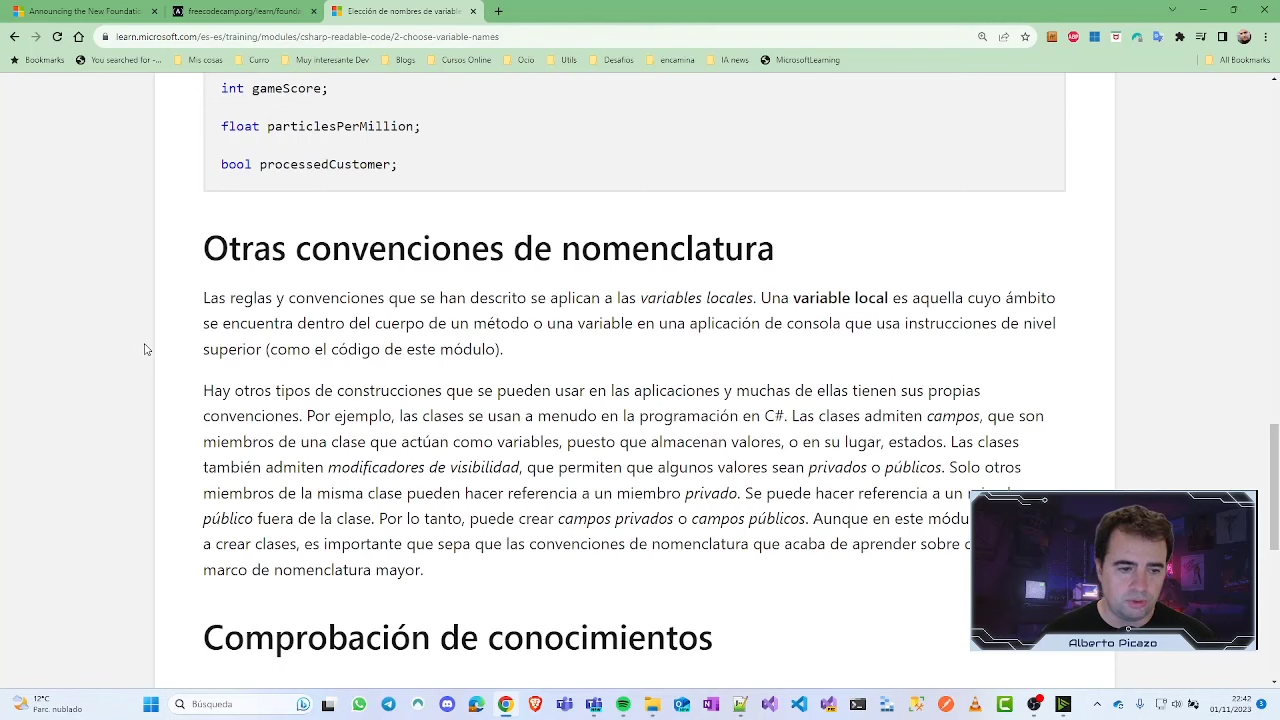 Announcing the New Foundatic
freecodecamp.org/learn/found
Elección de nombres de variable
learn.microsoft.com/es-es/training/modules/csharp-readable-code/2-choose-variable-names
Bookmarks
You searched for -...
Mis cosas
Curro
Muy interesante Dev
Blogs
Cursos Online
Ocio
Utils
Desafios
encamina
IA news
MicrosoftLearning
All Bookmarks
int gameScore;
float particlesPerMillion;
bool processedCustomer;
Otras convenciones de nomenclatura
Las reglas y convenciones que se han descrito se aplican a las variables locales. Una variable local es aquella cuyo ámbito
se encuentra dentro del cuerpo de un método o una variable en una aplicación de consola que usa instrucciones de nivel
superior (como el código de este módulo).
Hay otros tipos de construcciones que se pueden usar en las aplicaciones y muchas de ellas tienen sus propias
convenciones. Por ejemplo, las clases se usan a menudo en la programación en C#. Las clases admiten campos, que son
miembros de una clase que actúan como variables, puesto que almacenan valores, o en su lugar, estados. Las clases
también admiten modificadores de visibilidad, que permiten que algunos valores sean privados o públicos. Solo otros
miembros de la misma clase pueden hacer referencia a un miembro privado. Se puede hacer referencia a un
público fuera de la clase. Por lo tanto, puede crear campos privados o campos públicos. Aunque en este módu
a crear clases, es importante que sepa que las convenciones de nomenclatura que acaba de aprender sobre
marco de nomenclatura mayor.
Comprobación de conocimientos
Alberto Picazo
12°C
Parc. nublado
Búsqueda
22:42
01/11/2023
3